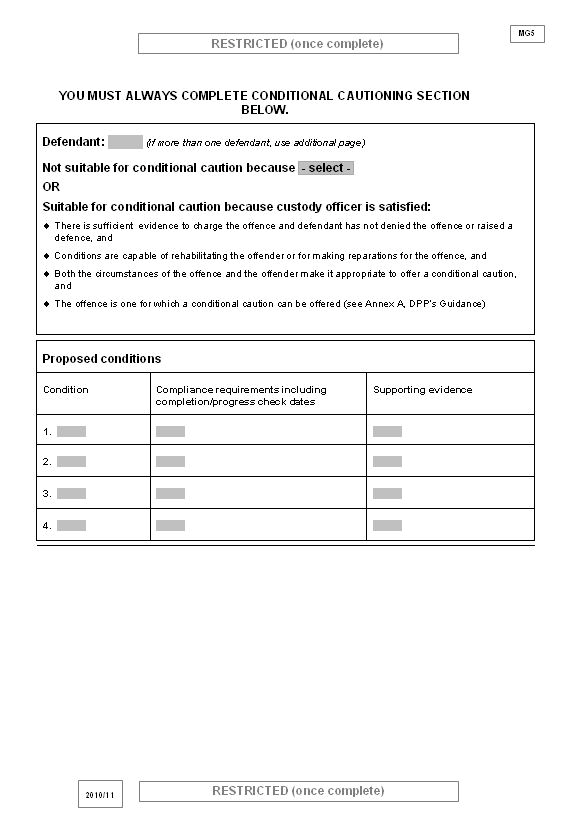 RESTRICTED (once complete)
MG5
YOU MUST ALWAYS COMPLETE CONDITIONAL CAUTIONING SECTION
BELOW.
Defendant: (if more than one defendant, use additional page)
Not suitable for conditional caution because - select -
OR
Suitable for conditional caution because custody officer is satisfied:
◆ There is sufficient evidence to charge the offence and defendant has not denied the offence or raised a
defence, and
◆ Conditions are capable of rehabilitating the offender or for making reparations for the offence, and
◆ Both the circumstances of the offence and the offender make it appropriate to offer a conditional caution,
and
◆ The offence is one for which a conditional caution can be offered (see Annex A, DPP's Guidance)
Proposed conditions
Condition
Compliance requirements including
completion/progress check dates
Supporting evidence
1.
2.
3.
4.
2010/11
RESTRICTED (once complete)